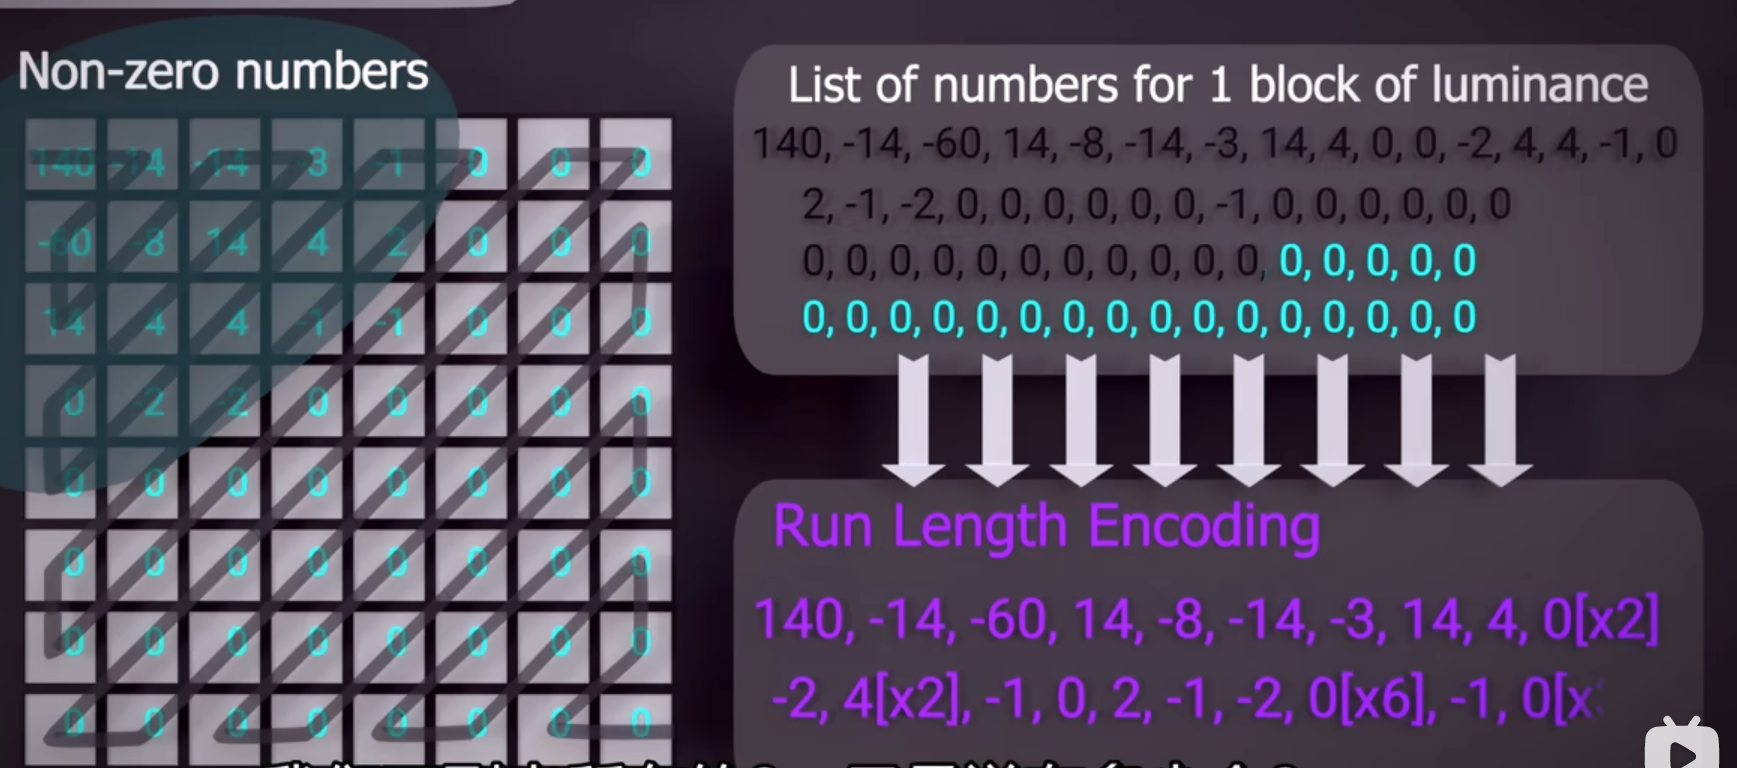 Non-zero numbers
140 -14 -14 -3 -1 0 0 0
-60 -8 14 4 2 0 0 0
14 4 4 -1 -1 0 0 0
0 -2 -2 0 0 0 0 0
0 0 0 0 0 0 0 0
0 0 0 0 0 0 0 0
0 0 0 0 0 0 0 0
0 0 0 0 0 0 0 0
List of numbers for 1 block of luminance
140, -14, -60, 14, -8, -14, -3, 14, 4, 0, 0, -2, 4, 4, -1, 0
2, -1, -2, 0, 0, 0, 0, 0, 0, -1, 0, 0, 0, 0, 0, 0
0, 0, 0, 0, 0, 0, 0, 0, 0, 0, 0, 0, 0, 0, 0, 0
0, 0, 0, 0, 0, 0, 0, 0, 0, 0, 0, 0, 0, 0, 0, 0
Run Length Encoding
140, -14, -60, 14, -8, -14, -3, 14, 4, 0[x2]
-2, 4[x2], -1, 0, 2, -1, -2, 0[x6], -1, 0[x